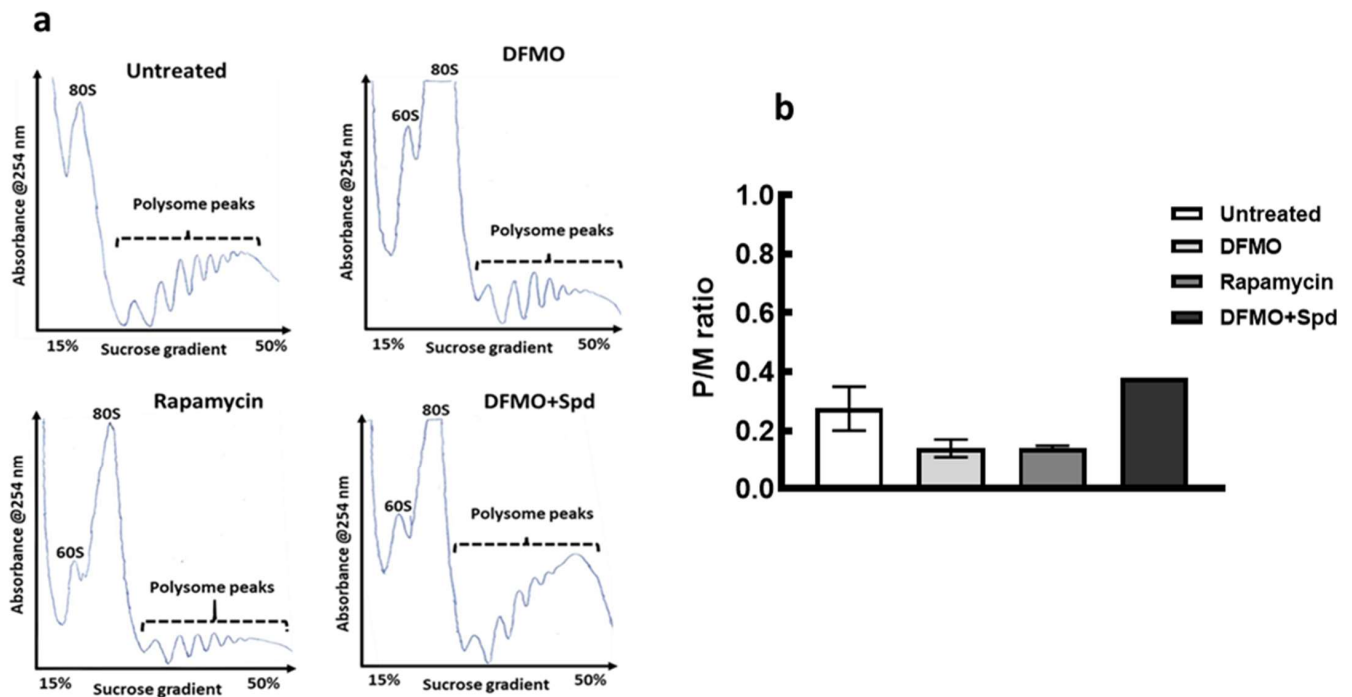 a
Untreated
80S
Polysome peaks
Absorbance @254 nm
15% Sucrose gradient 50%
DFMO
80S
60S
Polysome peaks
Absorbance @254 nm
15% Sucrose gradient 50%
Rapamycin
80S
60S
Polysome peaks
Absorbance @254 nm
15% Sucrose gradient 50%
DFMO+Spd
80S
60S
Polysome peaks
Absorbance @254 nm
15% Sucrose gradient 50%
b
P/M ratio
1.0
0.8
0.6
0.4
0.2
0.0
Untreated
DFMO
Rapamycin
DFMO+Spd